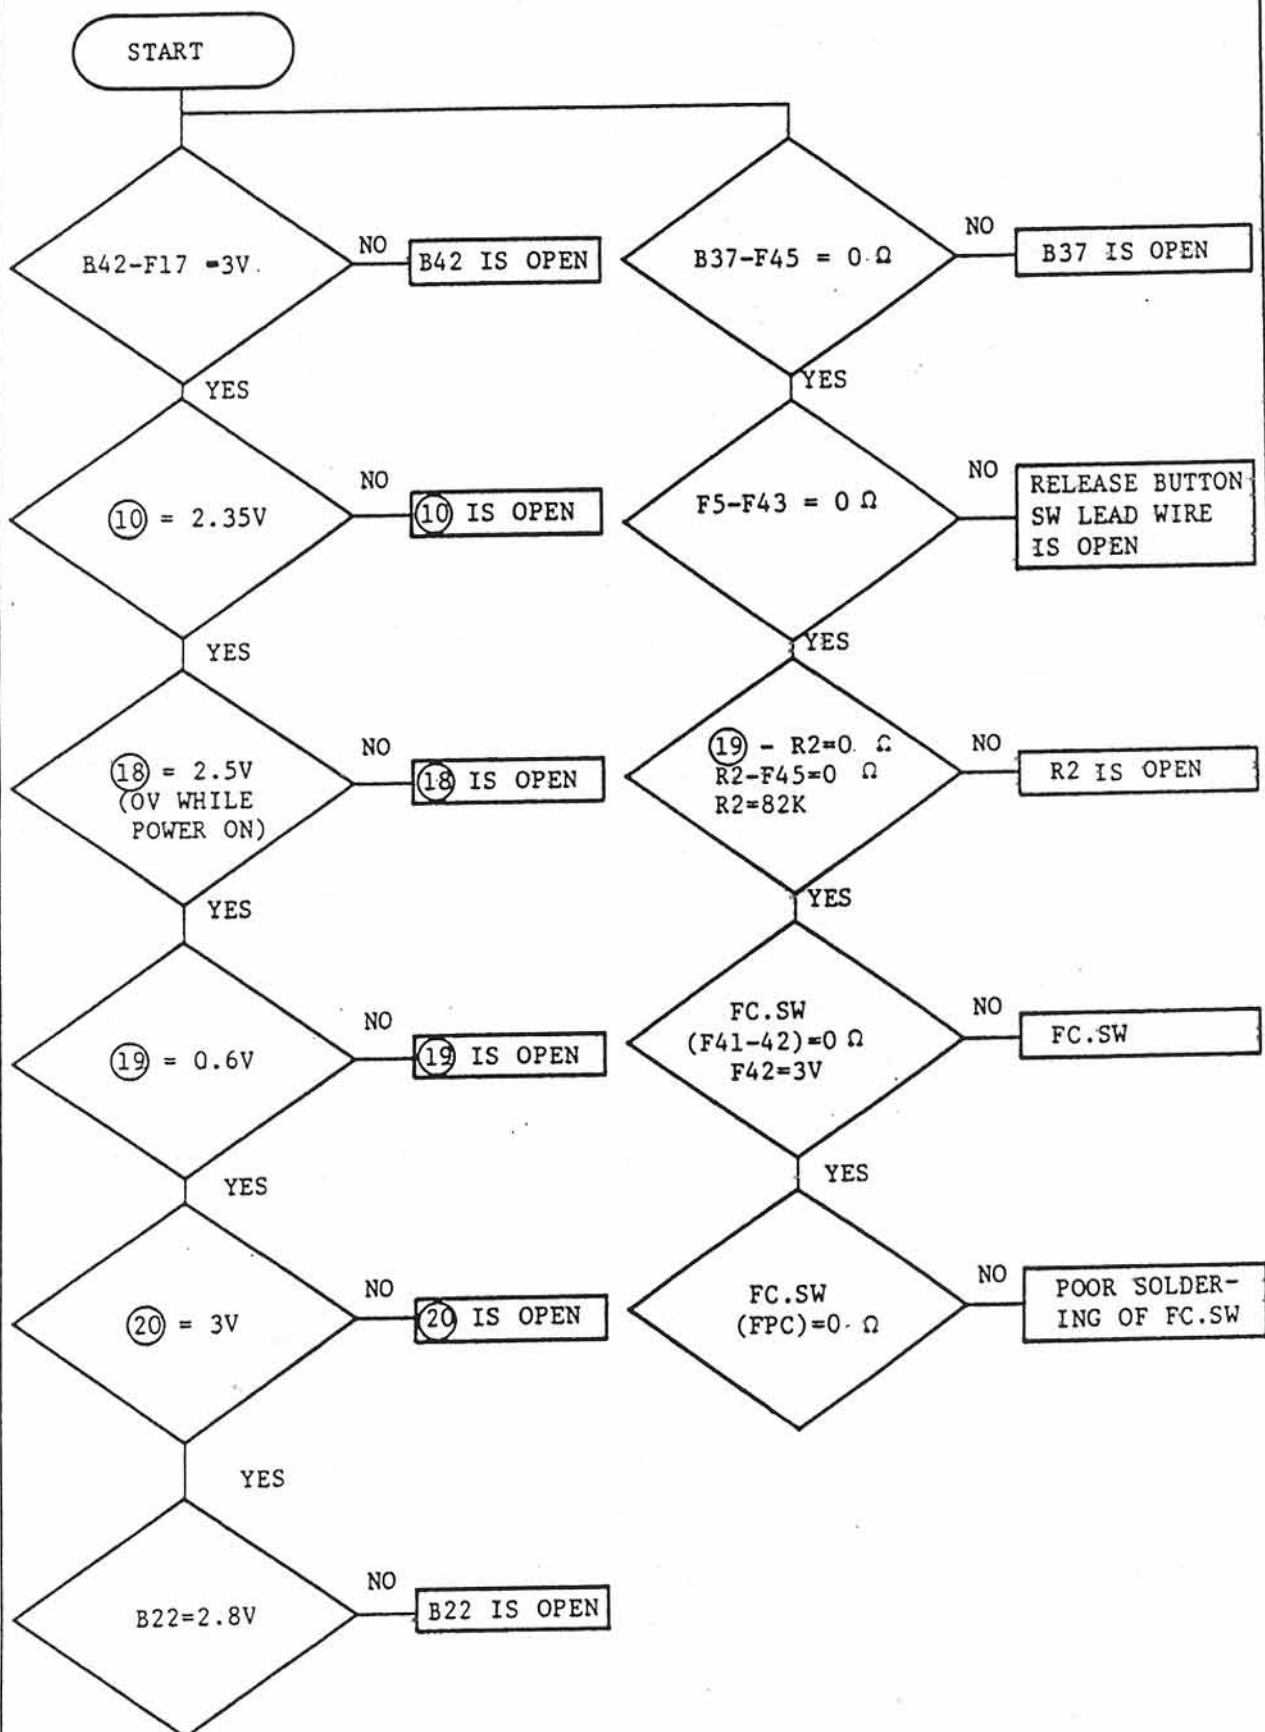 START
B42-F17 =3V.
NO
B42 IS OPEN
YES
⑩ = 2.35V
NO
⑩ IS OPEN
YES
⑱ = 2.5V
(0V WHILE
POWER ON)
NO
⑱ IS OPEN
YES
⑲ = 0.6V
NO
⑲ IS OPEN
YES
⑳ = 3V
NO
⑳ IS OPEN
YES
B22=2.8V
NO
B22 IS OPEN
B37-F45 = 0 Ω
NO
B37 IS OPEN
YES
F5-F43 = 0 Ω
NO
RELEASE BUTTON
SW LEAD WIRE
IS OPEN
YES
⑲ - R2=0 Ω
R2-F45=0 Ω
R2=82K
NO
R2 IS OPEN
YES
FC.SW
(F41-42)=0 Ω
F42=3V
NO
FC.SW
YES
FC.SW
(FPC)=0 Ω
NO
POOR SOLDER-
ING OF FC.SW